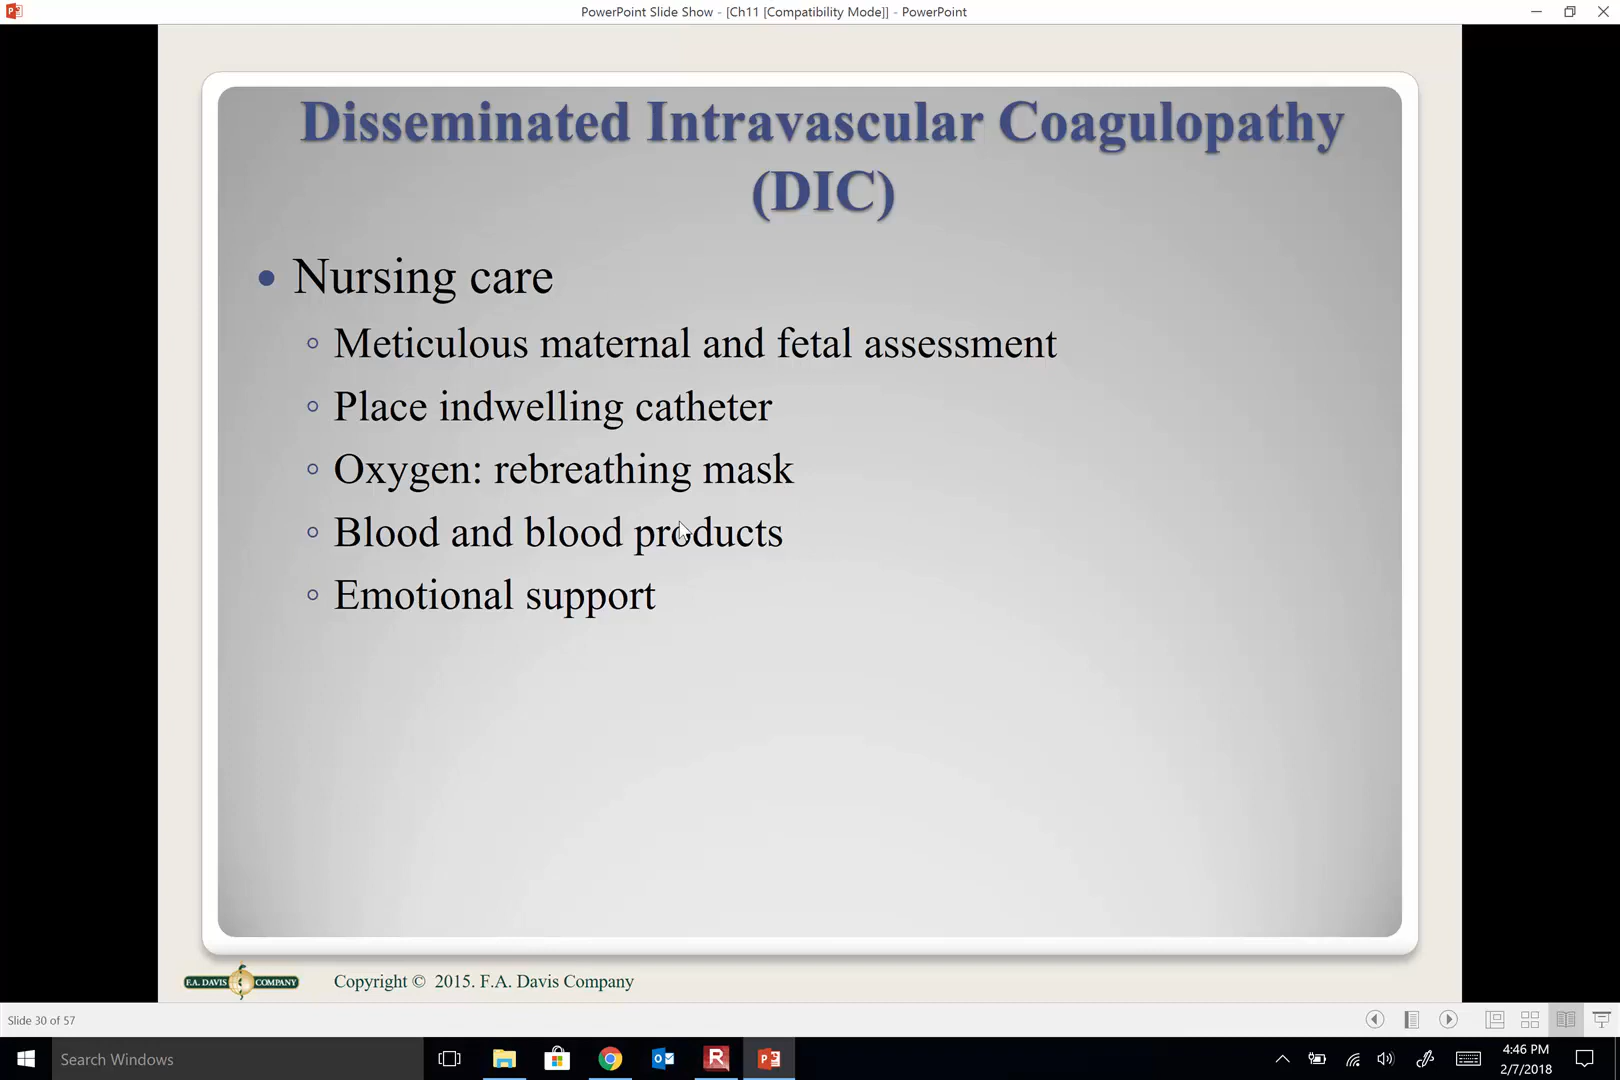 PowerPoint Slide Show - [Ch11 [Compatibility Mode]] - PowerPoint
Disseminated Intravascular Coagulopathy
(DIC)
Nursing care
Meticulous maternal and fetal assessment
Place indwelling catheter
Oxygen: rebreathing mask
Blood and blood products
Emotional support
F.A. DAVIS COMPANY
Copyright © 2015. F.A. Davis Company
Slide 30 of 57
Search Windows
4:46 PM
2/7/2018